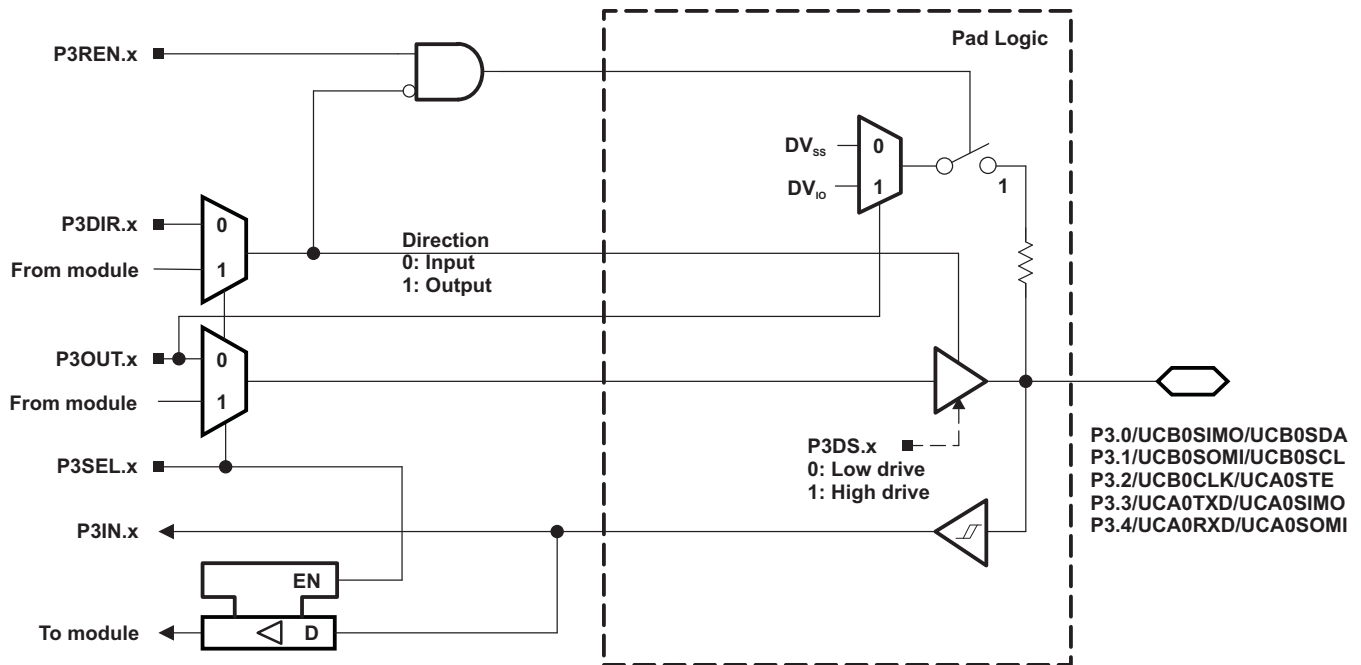 Pad Logic
P3REN.x
DVSS
0
DVIO
1
1
P3DIR.x
0
From module
1
Direction
0: Input
1: Output
P3OUT.x
0
From module
1
P3SEL.x
P3DS.x
0: Low drive
1: High drive
P3.0/UCB0SIMO/UCB0SDA
P3.1/UCB0SOMI/UCB0SCL
P3.2/UCB0CLK/UCA0STE
P3.3/UCA0TXD/UCA0SIMO
P3.4/UCA0RXD/UCA0SOMI
P3IN.x
EN
To module
D